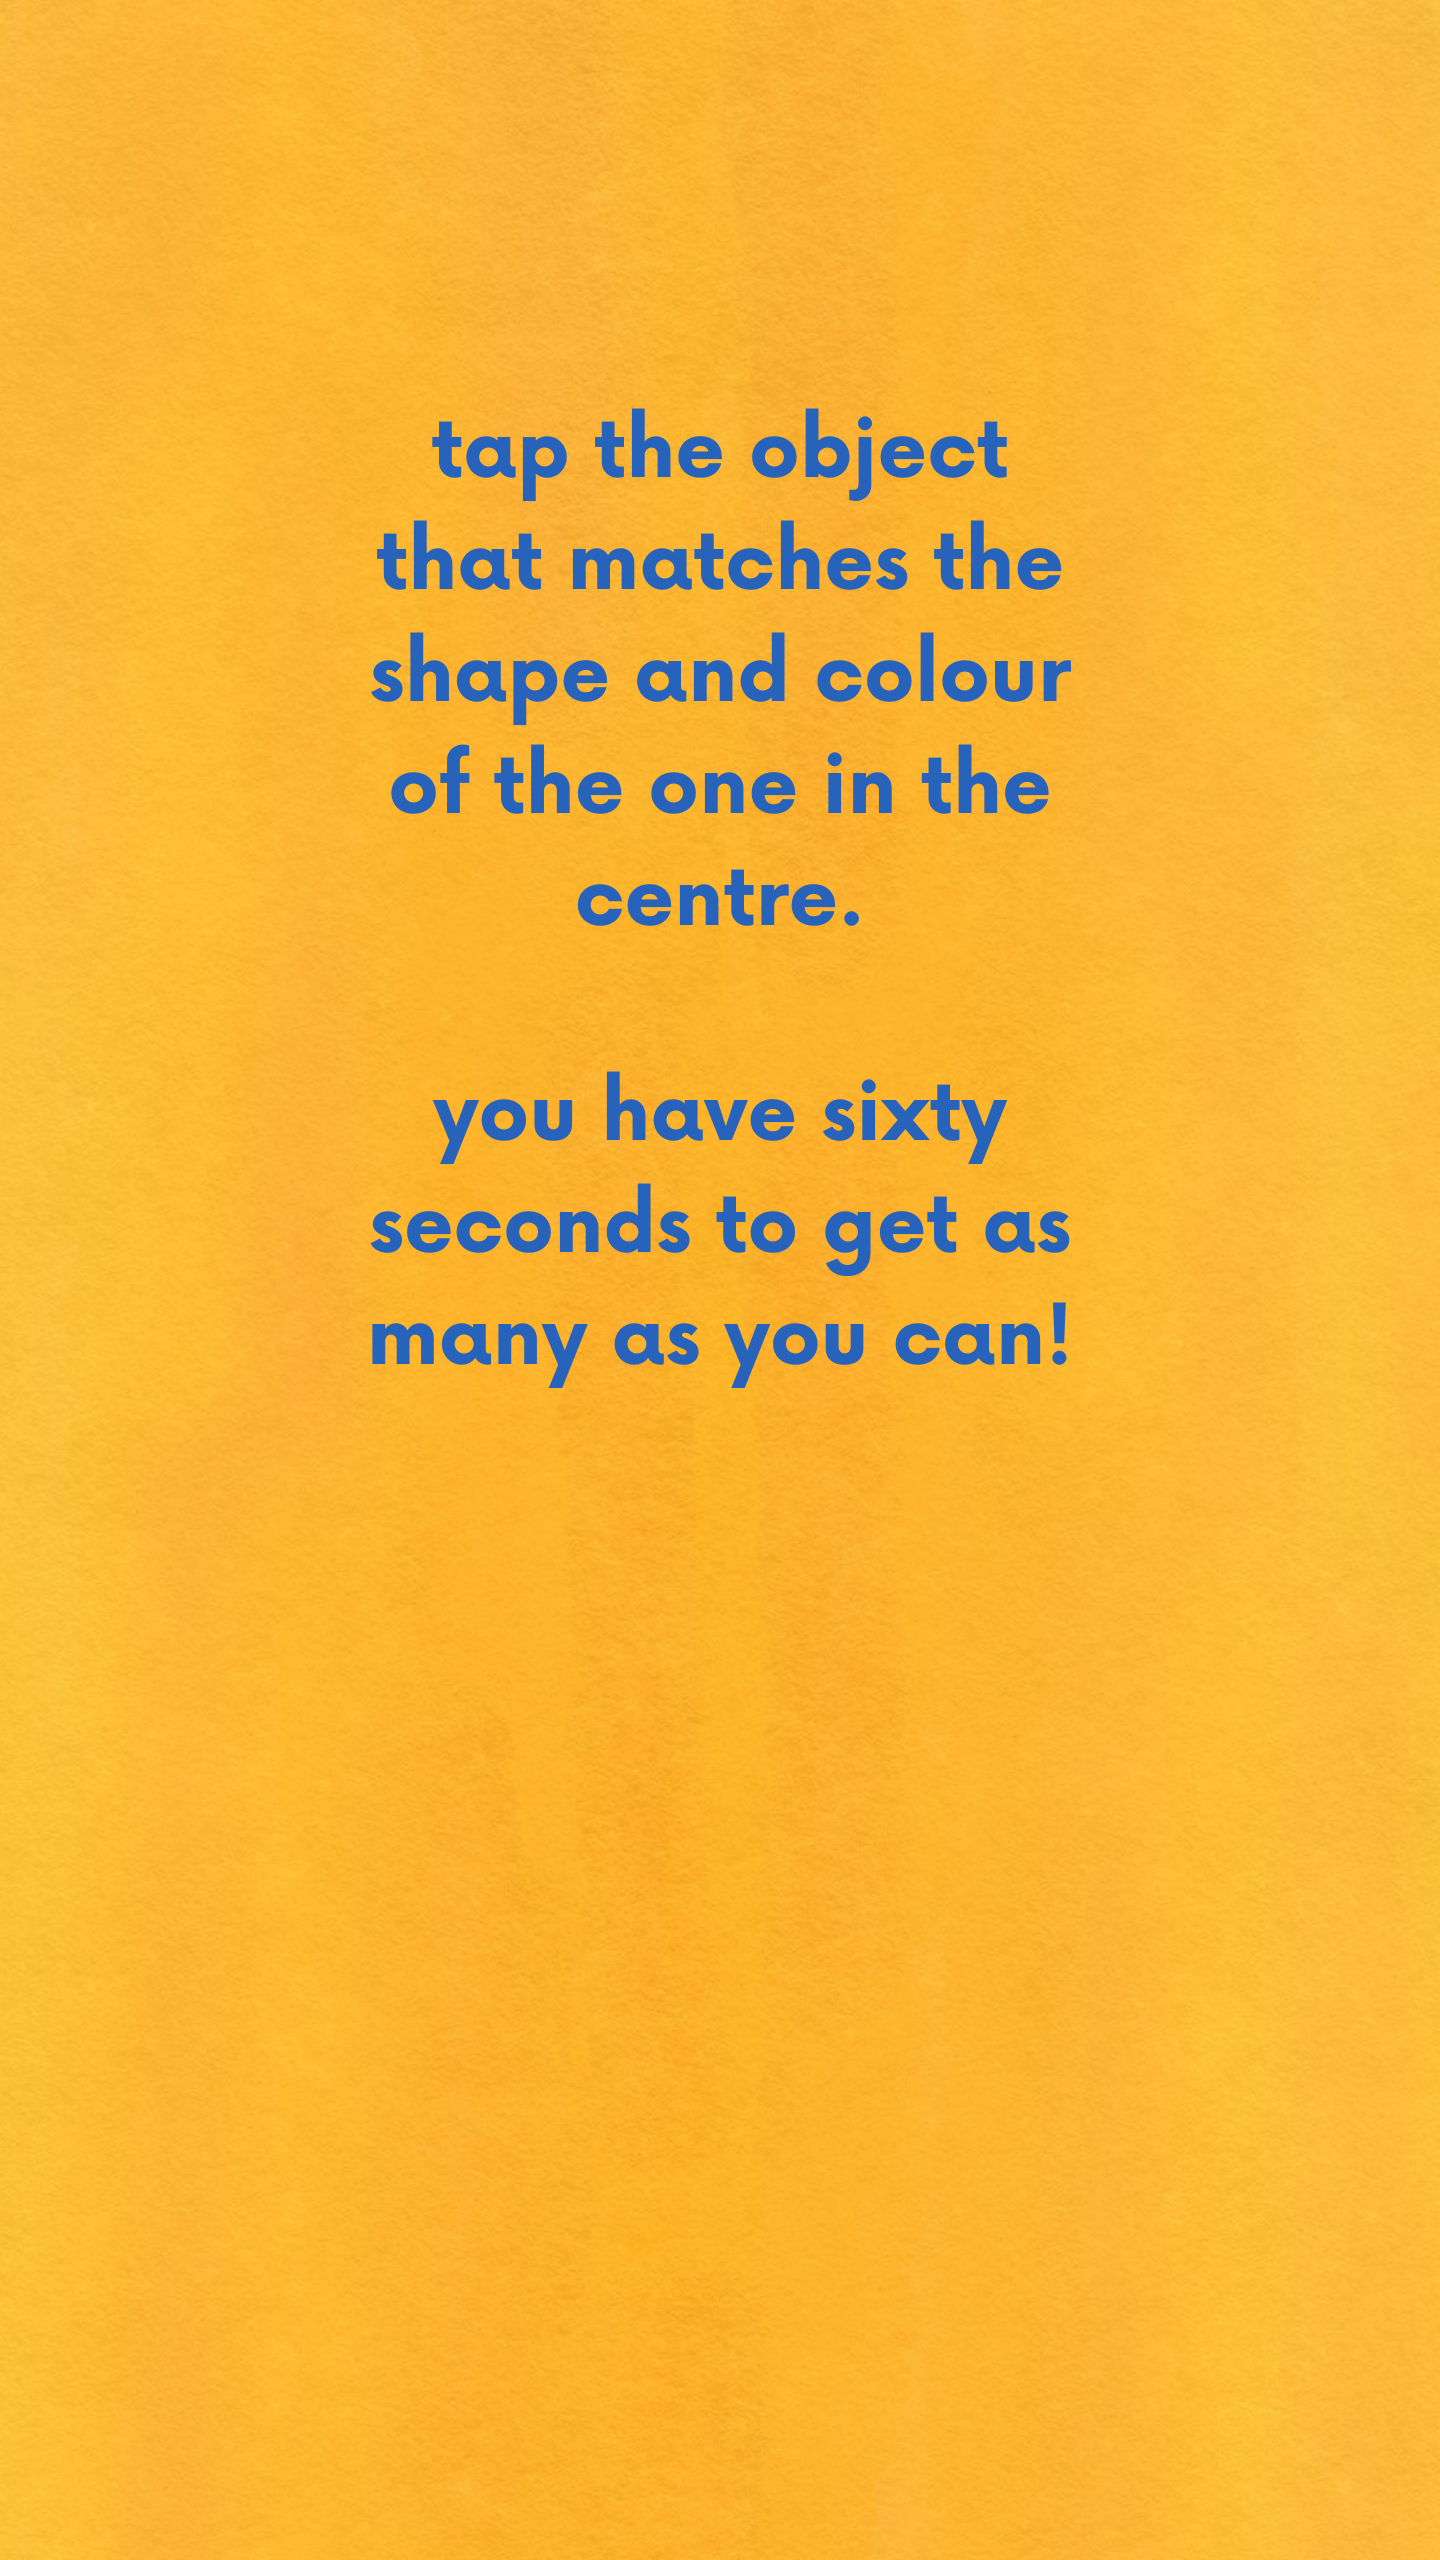 tap the object
that matches the
shape and colour
of the one in the
centre.
you have sixty
seconds to get as
many as you can!